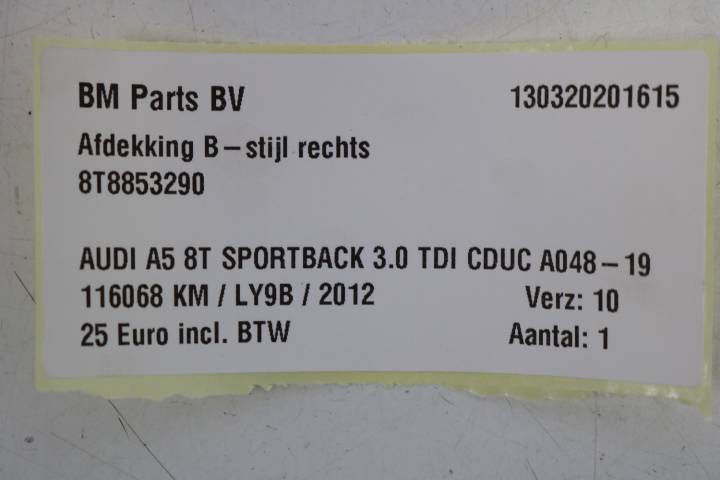 BM Parts BV 130320201615
Afdekking B-stijl rechts
8T8853290
AUDI A5 8T SPORTBACK 3.0 TDI CDUC A048-19
116068 KM / LY9B / 2012 Verz: 10
25 Euro incl. BTW Aantal: 1